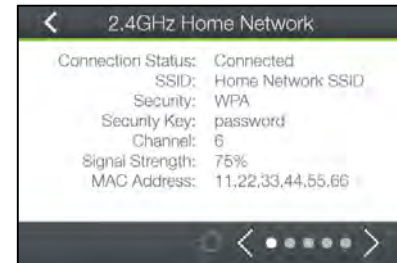 2.4GHz Home Network
Connection Status: Connected
SSID: Home Network SSID
Security: WPA
Security Key: password
Channel: 6
Signal Strength: 75%
MAC Address: 11.22.33.44.55.66